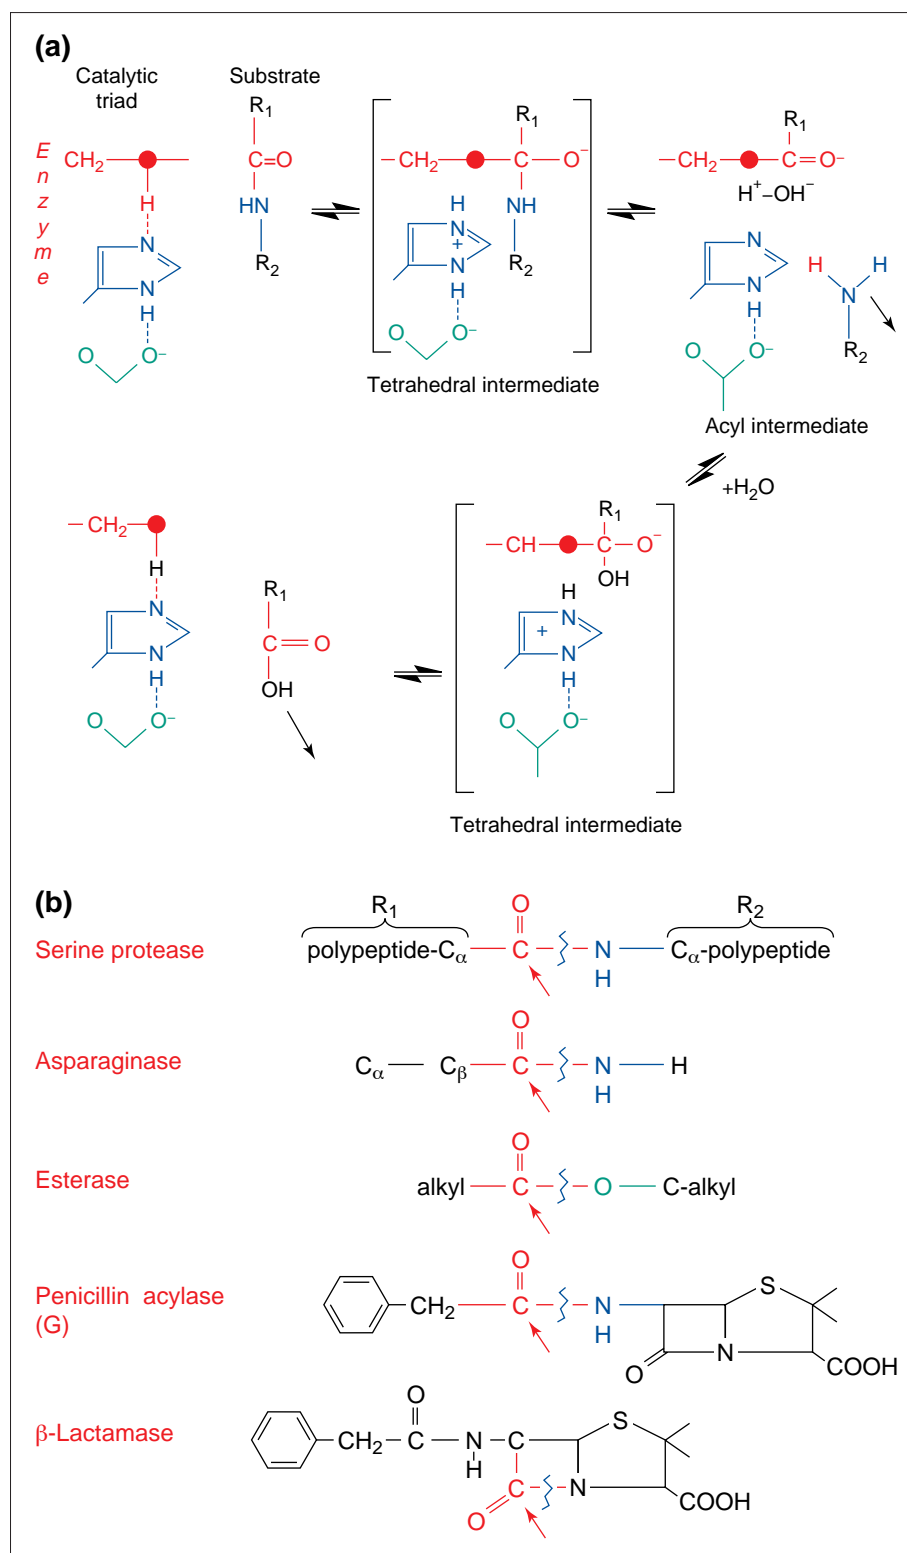 (a)
Catalytic triad
Substrate
Enzyme
CH₂
H
N
N
H
O
O⁻
R₁
C=O
HN
R₂
CH₂
C
O⁻
R₁
NH
R₂
H
N
+
N
H
O
O⁻
Tetrahedral intermediate
R₁
CH₂
C=O⁻
H⁺–OH⁻
N
N
H
O
O⁻
H
H
N
R₂
Acyl intermediate
+H₂O
CH₂
H
N
N
H
O
O⁻
R₁
C
O
OH
R₁
CH
C
O⁻
OH
H
N
+
N
H
O
O⁻
Tetrahedral intermediate
(b)
R₁
O
R₂
Serine protease
polypeptide-Cα
C
N
Cα-polypeptide
H
O
Asparaginase
Cα
Cβ
C
N
H
H
O
Esterase
alkyl
C
O
C-alkyl
O
S
Penicillin acylase
(G)
CH₂
C
N
H
O
N
COOH
O
S
β-Lactamase
CH₂
C
N
H
C
O
C
N
COOH